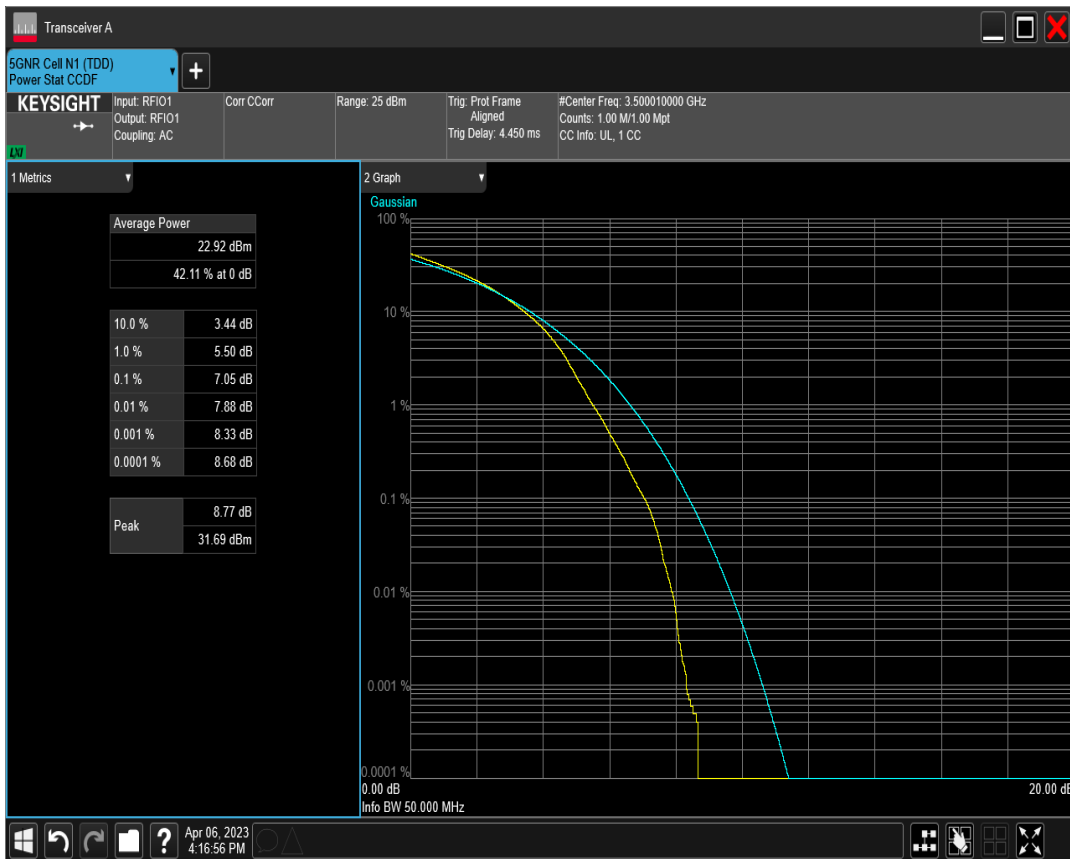 Transceiver A
5GNR Cell N1 (TDD)
Power Stat CCDF
KEYSIGHT
LXI
Input: RFIO1
Output: RFIO1
Coupling: AC
Corr CCorr
Range: 25 dBm
Trig: Prot Frame
Aligned
Trig Delay: 4.450 ms
#Center Freq: 3.500010000 GHz
Counts: 1.00 M/1.00 Mpt
CC Info: UL, 1 CC
1 Metrics
Average Power
22.92 dBm
42.11 % at 0 dB
10.0 % 3.44 dB
1.0 % 5.50 dB
0.1 % 7.05 dB
0.01 % 7.88 dB
0.001 % 8.33 dB
0.0001 % 8.68 dB
Peak
8.77 dB
31.69 dBm
2 Graph
Gaussian
100 %
10 %
1 %
0.1 %
0.01 %
0.001 %
0.0001 %
0.00 dB
20.00 dB
Info BW 50.000 MHz
?
Apr 06, 2023
4:16:56 PM